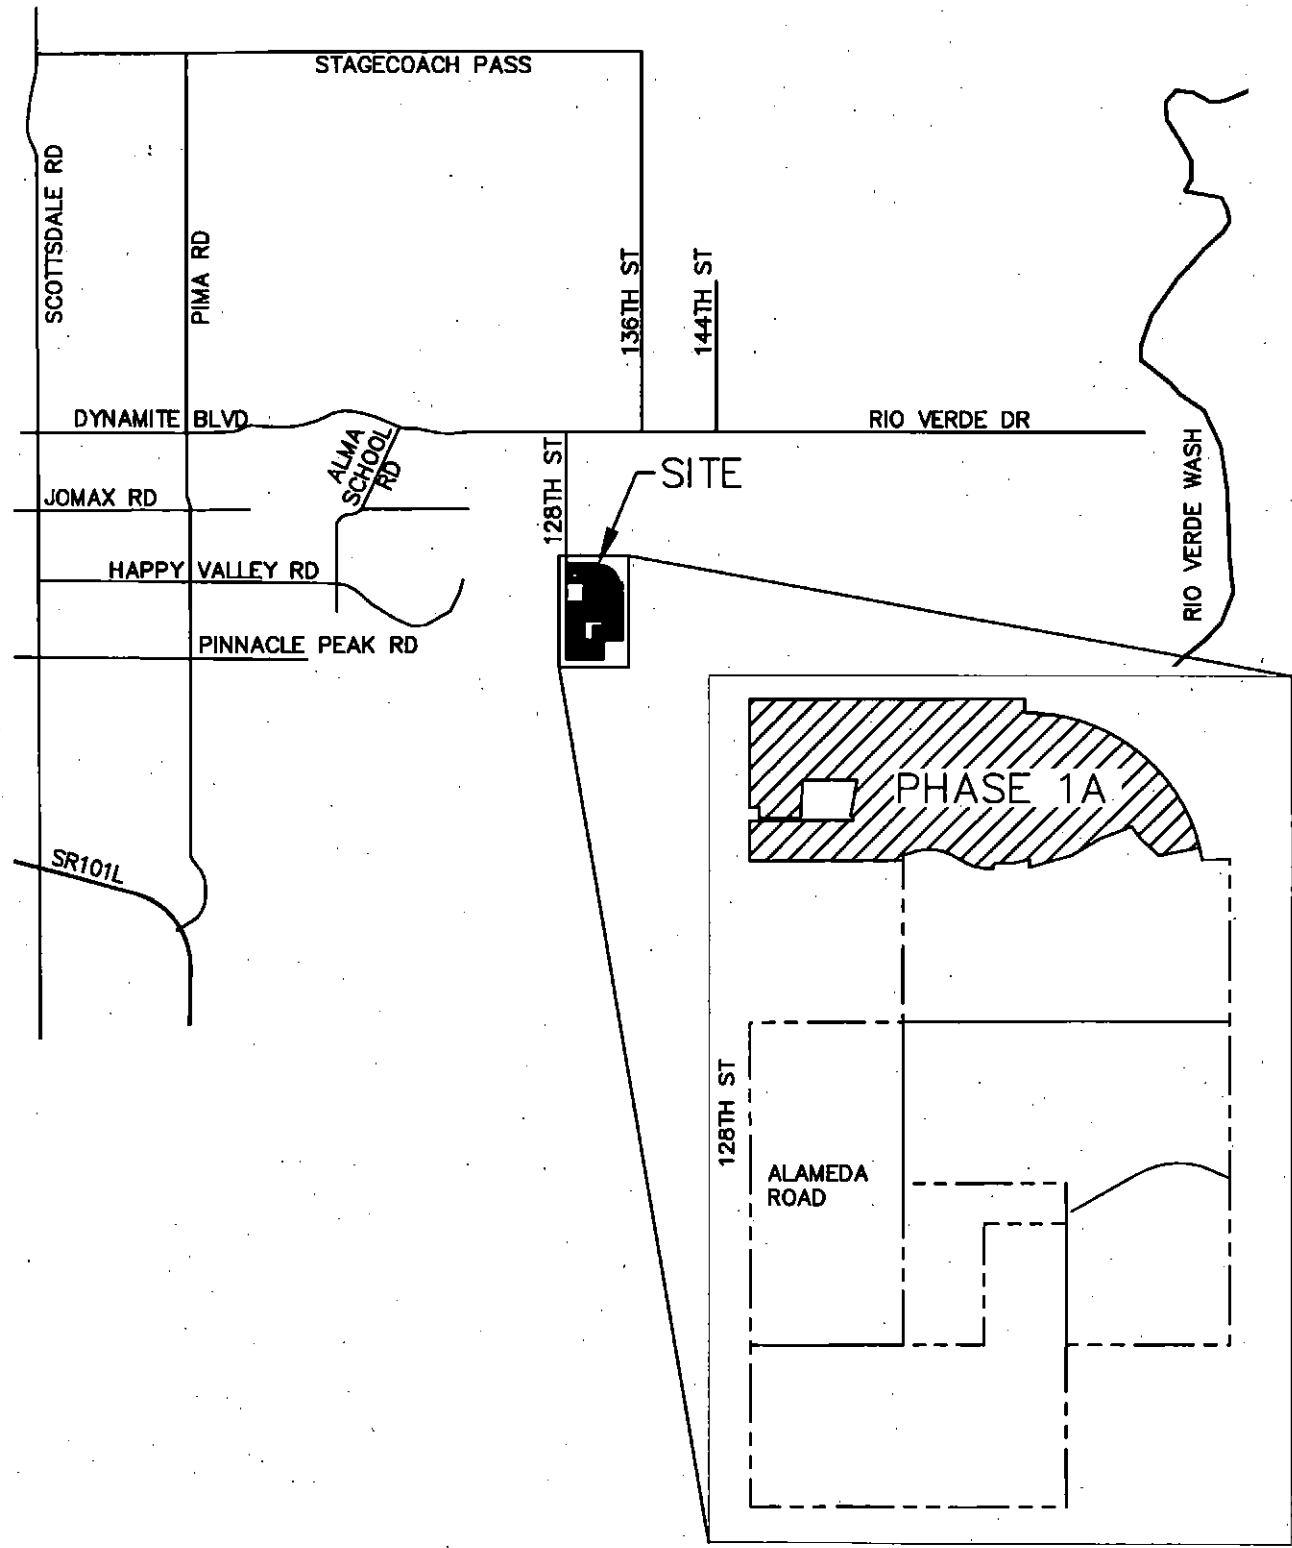 STAGECOACH PASS
SCOTTSDALE RD
PIMA RD
136TH ST
144TH ST
DYNAMITE BLVD
RIO VERDE DR
ALMA
SCHOOL
RD
SITE
128TH ST
JOMAX RD
RIO VERDE WASH
HAPPY VALLEY RD
PINNACLE PEAK RD
PHASE 1A
SR101L
128TH ST
ALAMEDA
ROAD